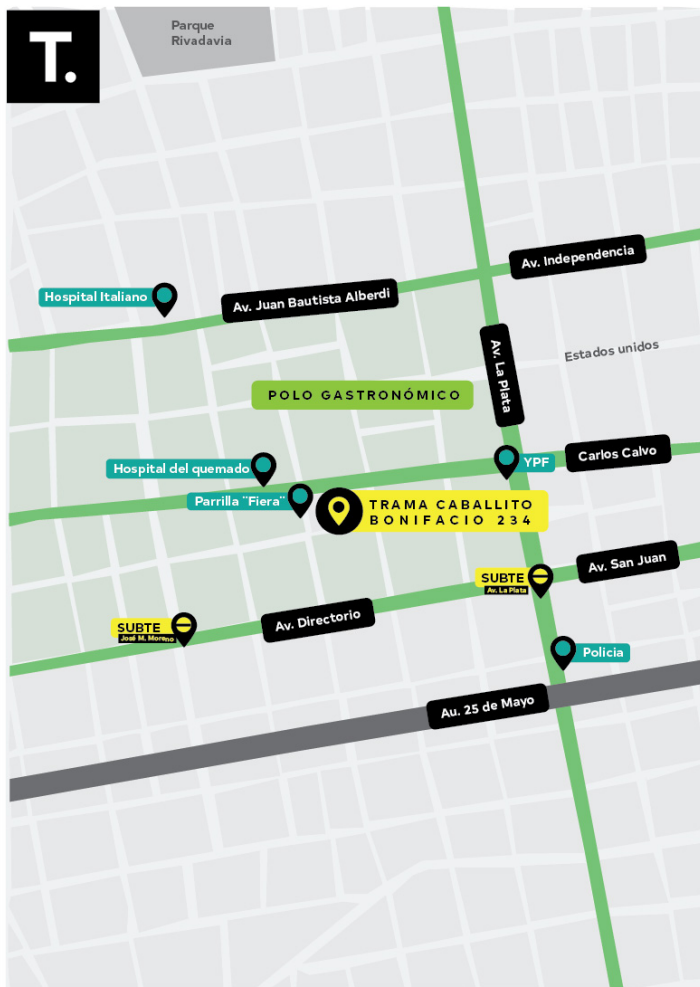 T.
Parque
Rivadavia
Av. Independencia
Hospital Italiano
Av. Juan Bautista Alberdi
Estados unidos
Av. La Plata
POLO GASTRONÓMICO
Carlos Calvo
YPF
Hospital del quemado
Parrilla ¨Fiera¨
TRAMA CABALLITO
BONIFACIO 234
Av. San Juan
SUBTE
Av. La Plata
Av. Directorio
SUBTE
José M. Moreno
Policia
Au. 25 de Mayo